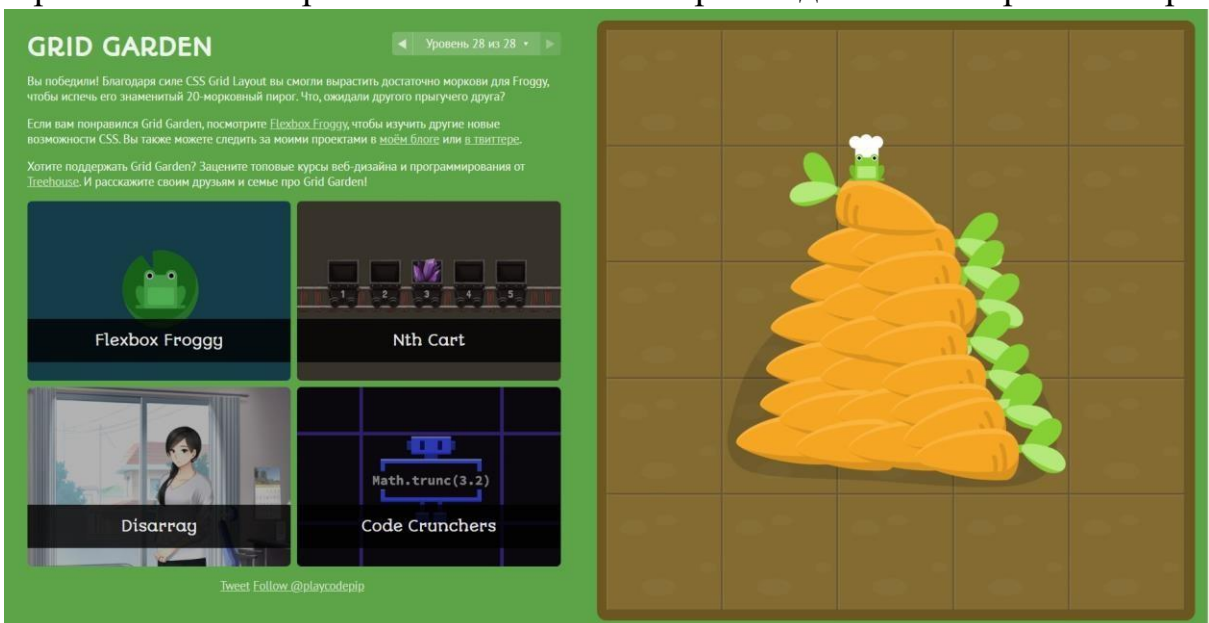 GRID GARDEN
◀ Уровень 28 из 28 ▾ ▶
Вы победили! Благодаря силе CSS Grid Layout вы смогли вырастить достаточно моркови для Froggy,
чтобы испечь его знаменитый 20-морковный пирог. Что, ожидали другого прыгучего друга?
Если вам понравился Grid Garden, посмотрите Flexbox Froggy, чтобы изучить другие новые
возможности CSS. Вы также можете следить за моими проектами в моём блоге или в твиттере.
Хотите поддержать Grid Garden? Зацените топовые курсы веб-дизайна и программирования от
Treehouse. И расскажите своим друзьям и семье про Grid Garden!
Flexbox Froggy
1 2 3 4 5
Nth Cart
Disarray
Math.trunc(3.2)
Code Crunchers
Tweet Follow @playcodepip